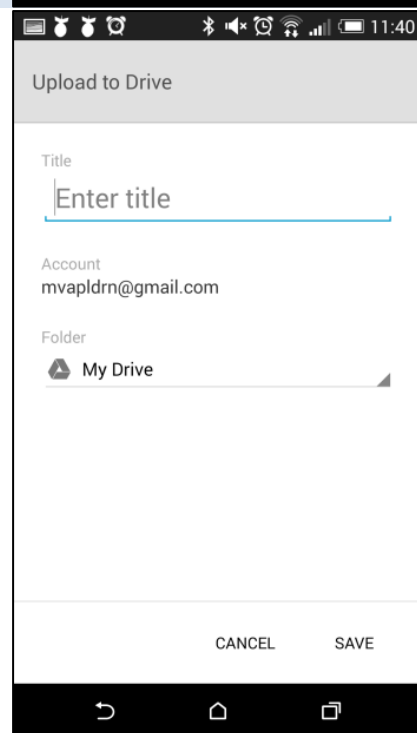 11:40
Upload to Drive
Title
Enter title
Account
mvapldrn@gmail.com
Folder
My Drive
CANCEL SAVE